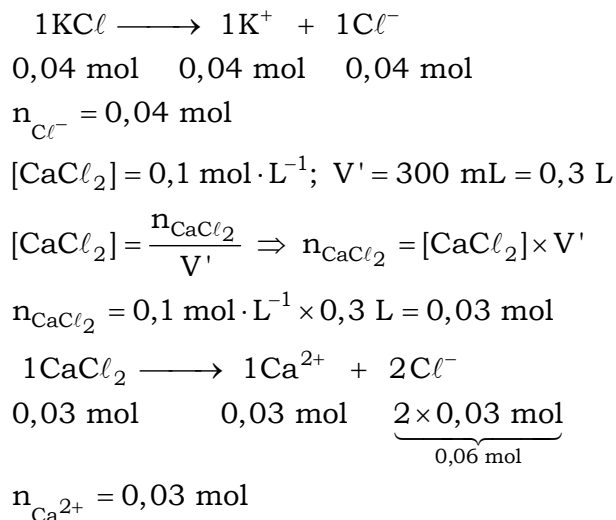 1KCℓ ⟶ 1K⁺ + 1Cℓ⁻
0,04 mol 0,04 mol 0,04 mol
n_{Cℓ⁻} = 0,04 mol
[CaCℓ₂] = 0,1 mol·L⁻¹; V' = 300 mL = 0,3 L
[CaCℓ₂] = \frac{n_{CaCℓ₂}}{V'} ⇒ n_{CaCℓ₂} = [CaCℓ₂] × V'
n_{CaCℓ₂} = 0,1 mol·L⁻¹ × 0,3 L = 0,03 mol
1CaCℓ₂ ⟶ 1Ca²⁺ + 2Cℓ⁻
0,03 mol 0,03 mol 2 × 0,03 mol
0,06 mol
n_{Ca²⁺} = 0,03 mol